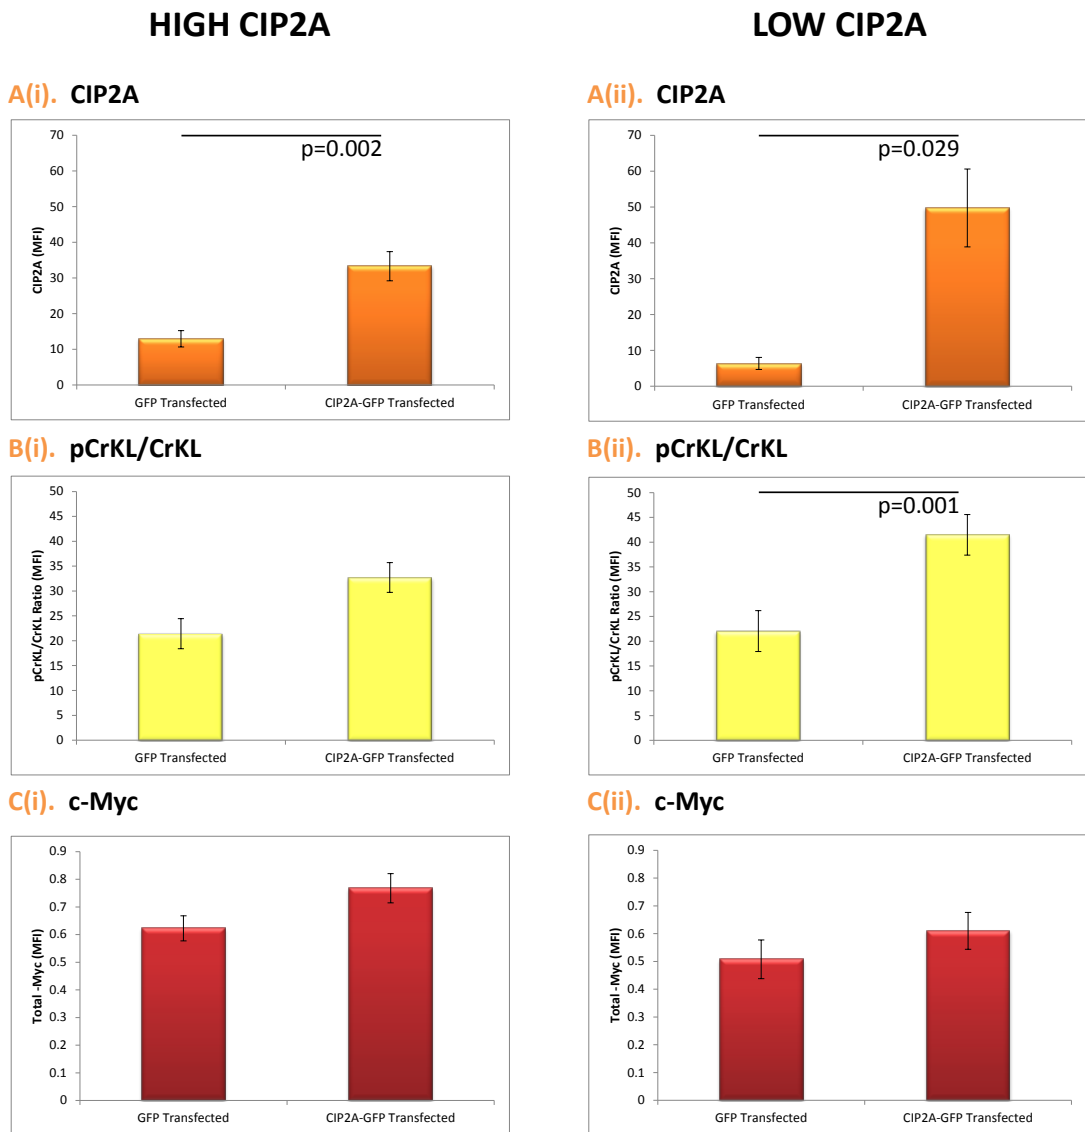 HIGH CIP2A
LOW CIP2A
A(i). CIP2A
70
60
50
40
30
20
10
0
CIP2A (MFI)
p=0.002
GFP Transfected
CIP2A-GFP Transfected
A(ii). CIP2A
70
60
50
40
30
20
10
0
CIP2A (MFI)
p=0.029
GFP Transfected
CIP2A-GFP Transfected
B(i). pCrKL/CrKL
50
45
40
35
30
25
20
15
10
5
0
pCrKL/CrKL Ratio (MFI)
GFP Transfected
CIP2A-GFP Transfected
B(ii). pCrKL/CrKL
50
45
40
35
30
25
20
15
10
5
0
pCrKL/CrKL Ratio (MFI)
p=0.001
GFP Transfected
CIP2A-GFP Transfected
C(i). c-Myc
0.9
0.8
0.7
0.6
0.5
0.4
0.3
0.2
0.1
0
Total -Myc (MFI)
GFP Transfected
CIP2A-GFP Transfected
C(ii). c-Myc
0.9
0.8
0.7
0.6
0.5
0.4
0.3
0.2
0.1
0
Total -Myc (MFI)
GFP Transfected
CIP2A-GFP Transfected